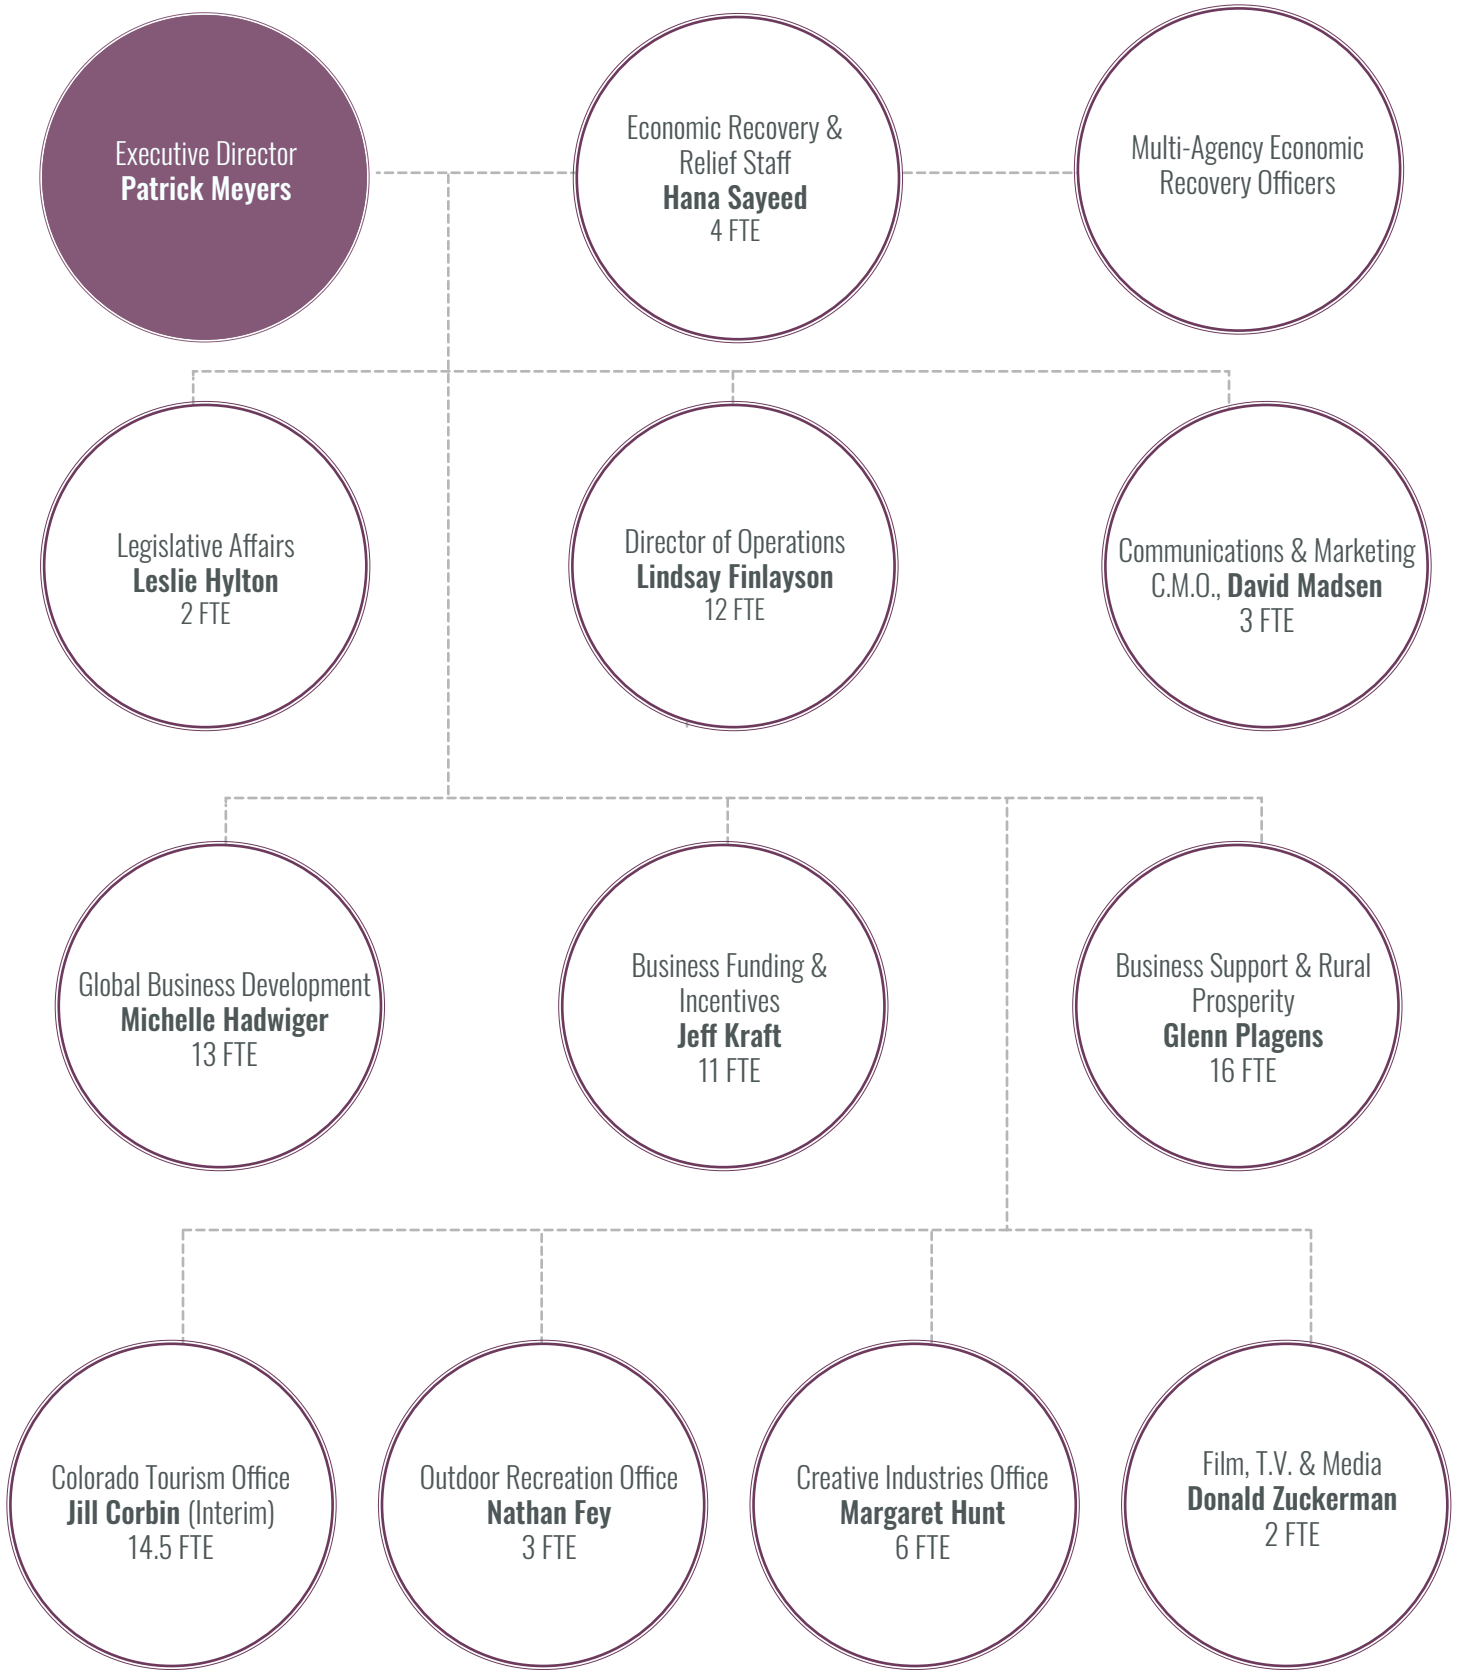 Executive Director
Patrick Meyers
Economic Recovery &
Relief Staff
Hana Sayeed
4 FTE
Multi-Agency Economic
Recovery Officers
Legislative Affairs
Leslie Hylton
2 FTE
Director of Operations
Lindsay Finlayson
12 FTE
Communications & Marketing
C.M.O., David Madsen
3 FTE
Global Business Development
Michelle Hadwiger
13 FTE
Business Funding &
Incentives
Jeff Kraft
11 FTE
Business Support & Rural
Prosperity
Glenn Plagens
16 FTE
Colorado Tourism Office
Jill Corbin (Interim)
14.5 FTE
Outdoor Recreation Office
Nathan Fey
3 FTE
Creative Industries Office
Margaret Hunt
6 FTE
Film, T.V. & Media
Donald Zuckerman
2 FTE